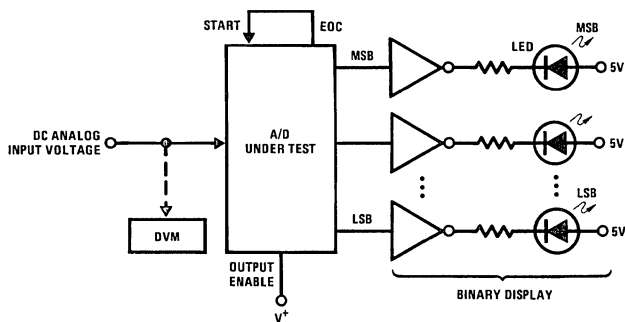 START
EOC
MSB
LED
MSB
5V
DC ANALOG
INPUT VOLTAGE
A/D
UNDER TEST
5V
DVM
LSB
LSB
5V
OUTPUT
ENABLE
V+
BINARY DISPLAY